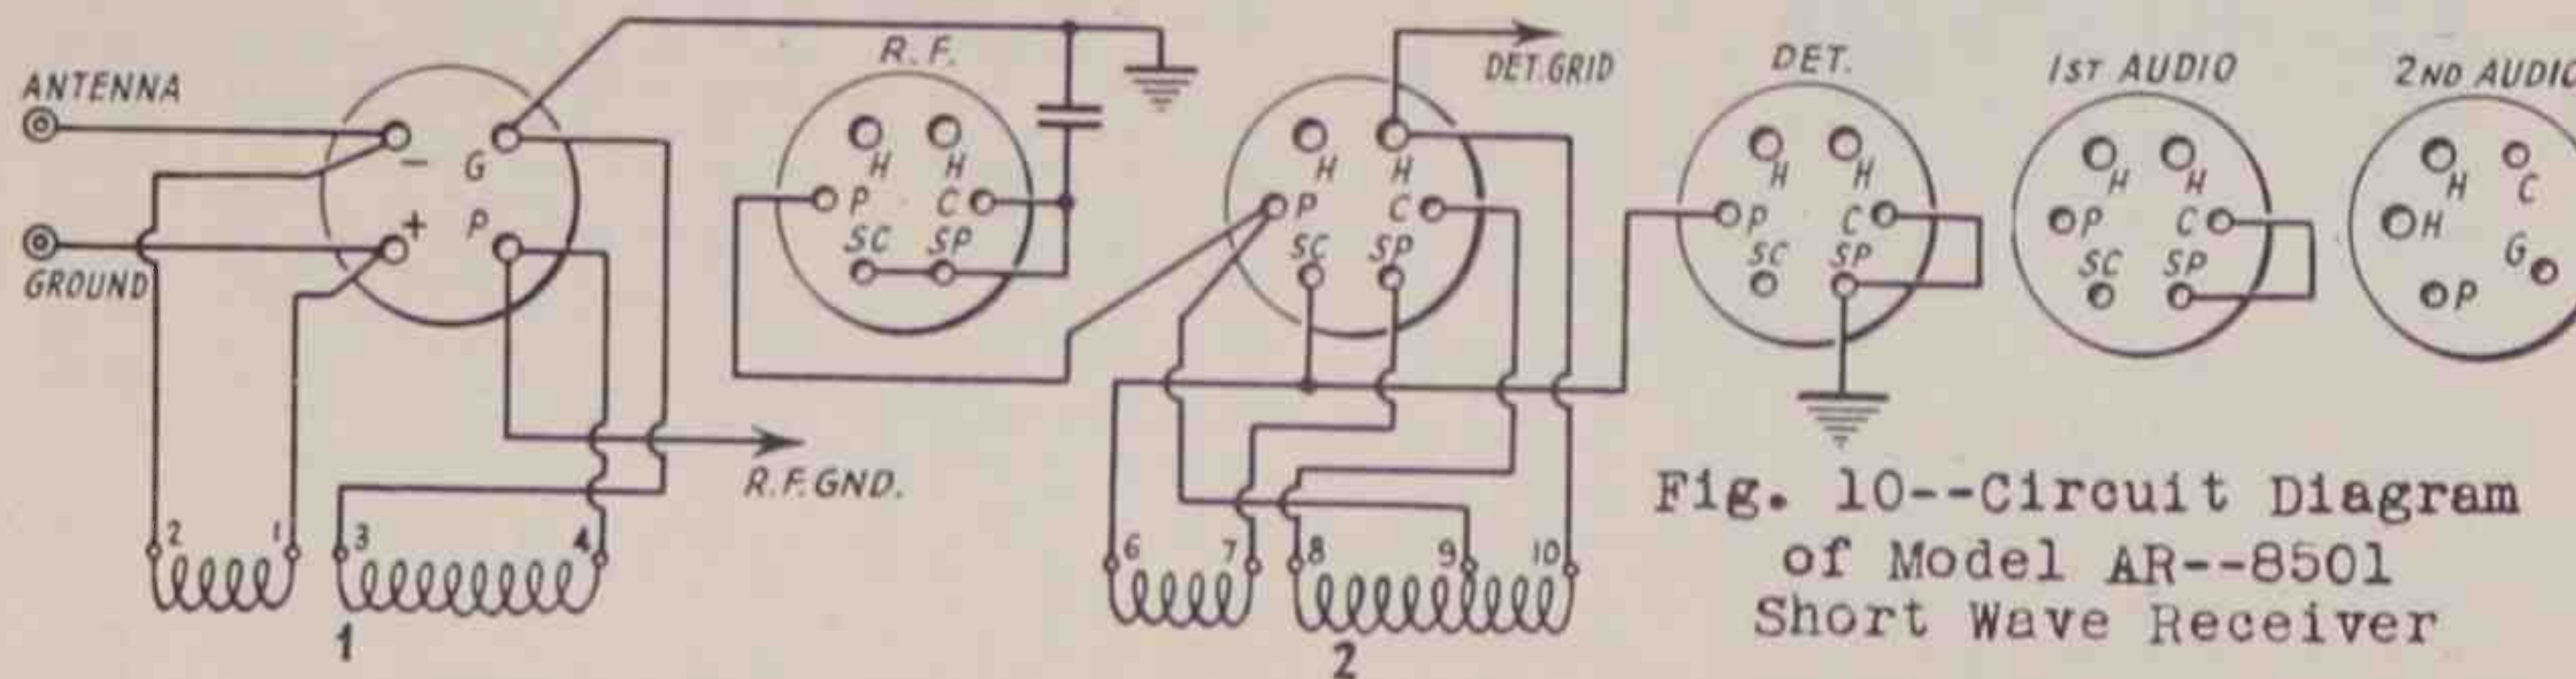 ANTENNA
GROUND
- G
+ P
R.F.
H H
P C
SC SP
R.F.GND.
DET.GRID
H H
P C
SC SP
DET.
H H
P C
SC SP
1ST AUDIO
H H
P C
SC SP
2ND AUDIO
H C
H G
P
2 1 3 4
1
6 7 8 9 10
2
Fig. 10--Circuit Diagram
of Model AR--8501
Short Wave Receiver